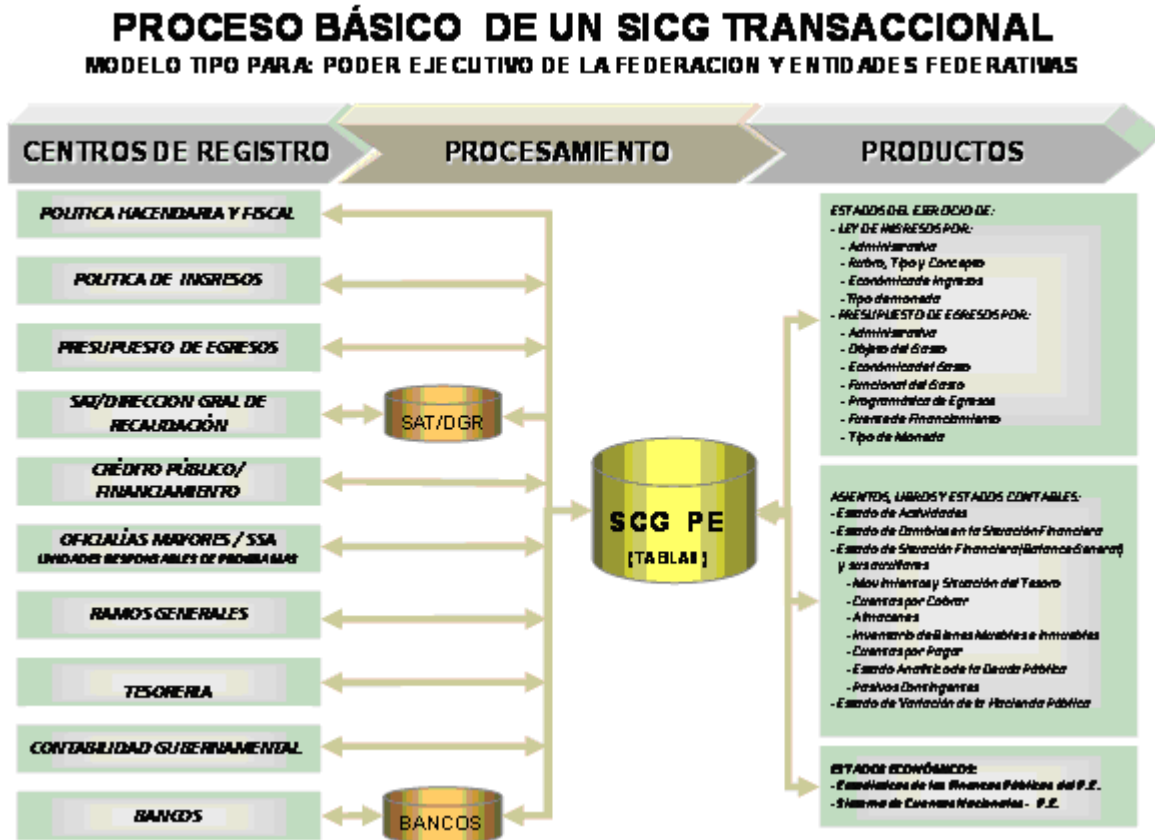 PROCESO BÁSICO DE UN SICG TRANSACCIONAL
MODELO TIPO PARA: PODER EJECUTIVO DE LA FEDERACION Y ENTIDADES FEDERATIVAS
CENTROS DE REGISTRO
PROCESAMIENTO
PRODUCTOS
POLITICA HACENDARIA Y FISCAL
POLITICA DE INGRESOS
PRESUPUESTO DE EGRESOS
SAT/DIRECCION GRAL DE
RECAUDACIÓN
CRÉDITO PÚBLICO/
FINANCIAMIENTO
OFICIALÍAS MAYORES / SSA
UNIDADES RESPONSABLES DE PROGRAMAS
RAMOS GENERALES
TESORERIA
CONTABILIDAD GUBERNAMENTAL
BANCOS
SAT/DGR
BANCOS
SCG PE
(TABLAS)
ESTADOS DEL EJERCICIO DE:
- LEY DE INGRESOS POR:
- Administrativa
- Rubro, Tipo y Concepto
- Económica de Ingresos
- Tipo de moneda
- PRESUPUESTO DE EGRESOS POR:
- Administrativa
- Objeto del Gasto
- Económica del Gasto
- Funcional del Gasto
- Programática de Egresos
- Fuente de Financiamiento
- Tipo de Moneda
ASIENTOS, LIBROS Y ESTADOS CONTABLES:
- Estado de Actividades
- Estado de Cambios en la Situación Financiera
- Estado de Situación Financiera (Balance General)
y sus auxiliares
- Movimientos y Situación del Tesoro
- Cuentas por Cobrar
- Almacenes
- Inventario de Bienes Muebles e Inmuebles
- Cuentas por Pagar
- Estado Analítico de la Deuda Pública
- Pasivos Contingentes
- Estado de Variación de la Hacienda Pública
ESTADOS ECONÓMICOS:
- Estadísticas de las Finanzas Públicas del P.E.
- Sistema de Cuentas Nacionales - P.E.